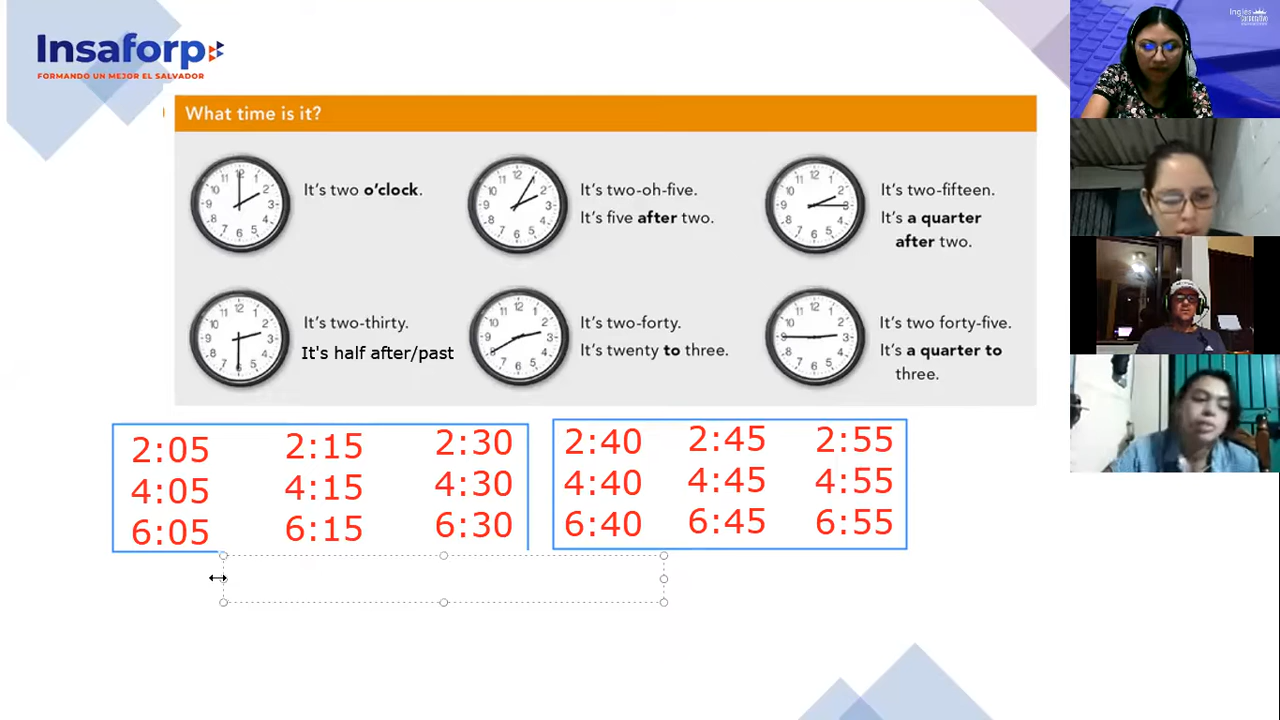 Insaforp
FORMANDO UN MEJOR EL SALVADOR
What time is it?
It's two o'clock.
It's two-oh-five.
It's five after two.
It's two-fifteen.
It's a quarter
after two.
It's two-thirty.
It's half after/past
It's two-forty.
It's twenty to three.
It's two forty-five.
It's a quarter to
three.
2:05 2:15 2:30
4:05 4:15 4:30
6:05 6:15 6:30
2:40 2:45 2:55
4:40 4:45 4:55
6:40 6:45 6:55
Inglés